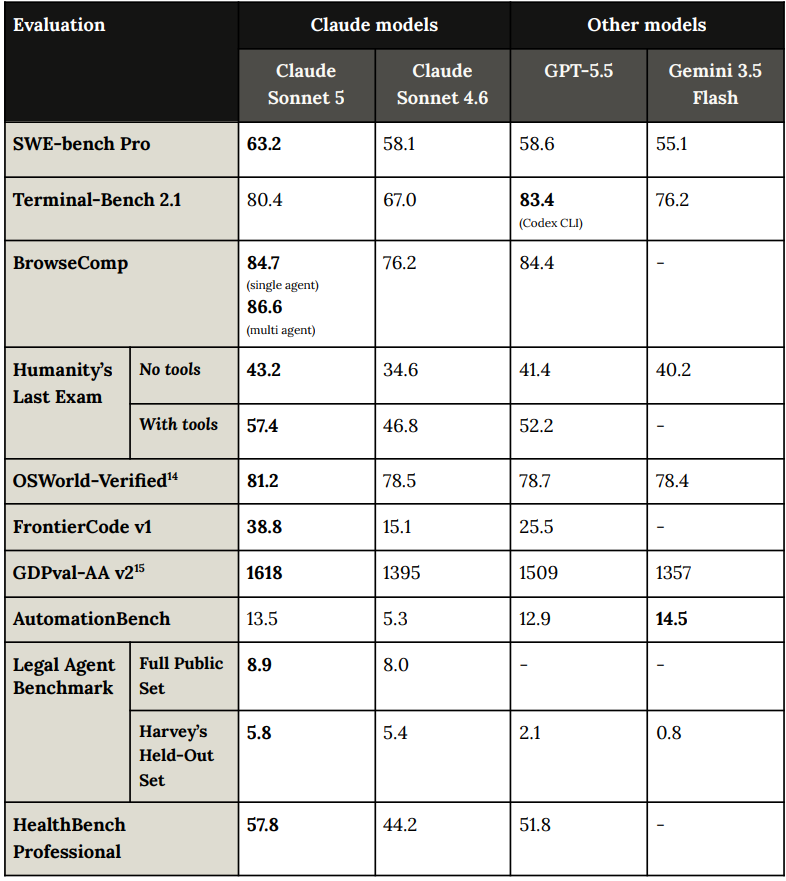 Evaluation
Claude models
Other models
Claude
Sonnet 5
Claude
Sonnet 4.6
GPT-5.5
Gemini 3.5
Flash
SWE-bench Pro
63.2
58.1
58.6
55.1
Terminal-Bench 2.1
80.4
67.0
83.4
(Codex CLI)
76.2
BrowseComp
84.7
(single agent)
86.6
(multi agent)
76.2
84.4
-
Humanity’s
Last Exam
No tools
43.2
34.6
41.4
40.2
With tools
57.4
46.8
52.2
-
OSWorld-Verified¹⁴
81.2
78.5
78.7
78.4
FrontierCode v1
38.8
15.1
25.5
-
GDPval-AA v2¹⁵
1618
1395
1509
1357
AutomationBench
13.5
5.3
12.9
14.5
Legal Agent
Benchmark
Full Public
Set
8.9
8.0
-
-
Harvey’s
Held-Out
Set
5.8
5.4
2.1
0.8
HealthBench
Professional
57.8
44.2
51.8
-